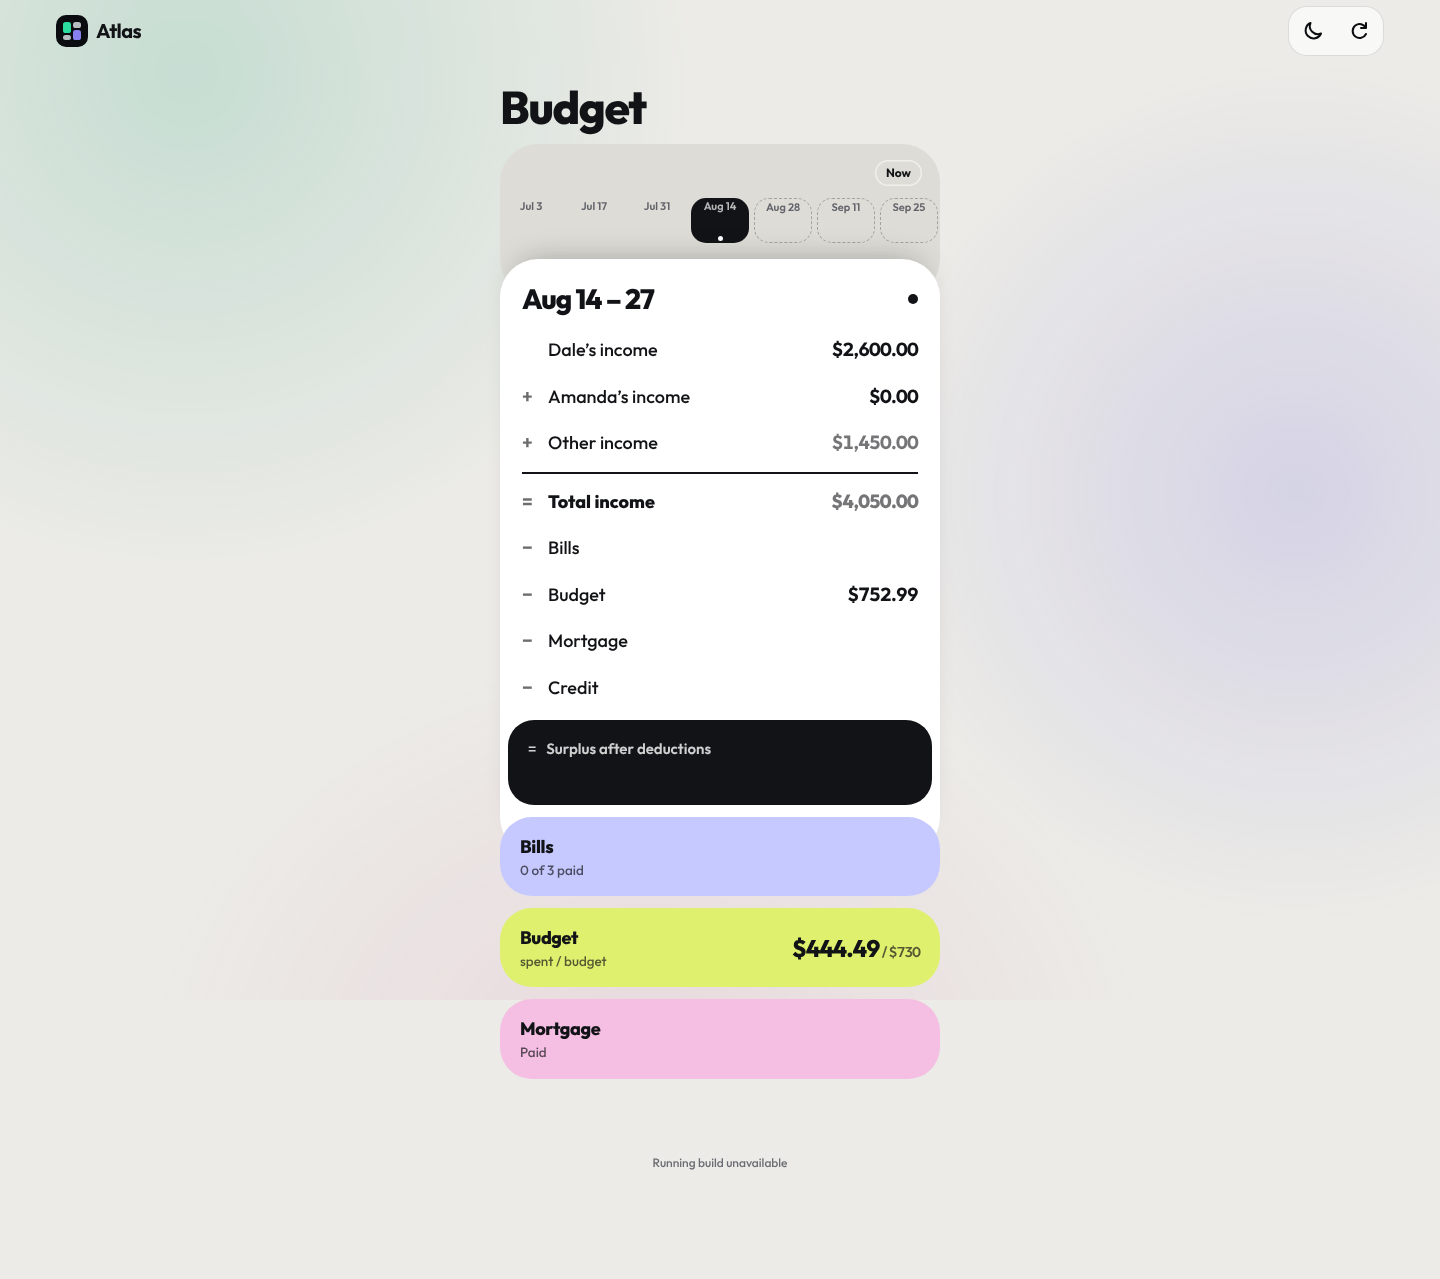 Atlas
Budget
Now
Jul 3 Jul 17 Jul 31 Aug 14 Aug 28 Sep 11 Sep 25
Aug 14 – 27
Dale’s income $2,600.00
+ Amanda’s income $0.00
+ Other income $1,450.00
= Total income $4,050.00
− Bills
− Budget $752.99
− Mortgage
− Credit
= Surplus after deductions
Bills
0 of 3 paid
Budget
spent / budget
$444.49 / $730
Mortgage
Paid
Running build unavailable